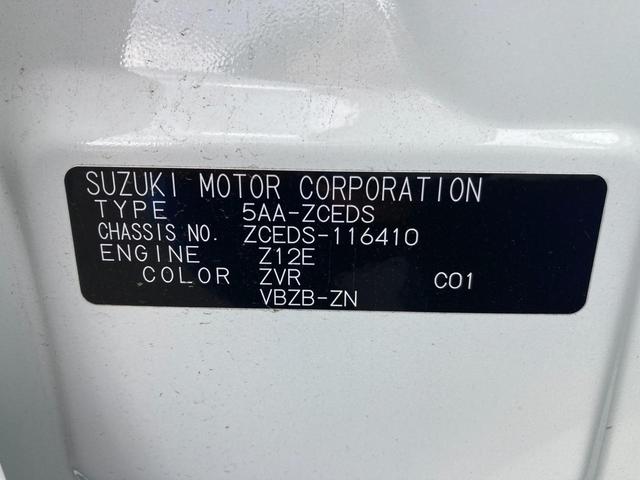 SUZUKI MOTOR CORPORATION
TYPE 5AA-ZCEDS
CHASSIS NO. ZCEDS-116410
ENGINE Z12E
COLOR ZVR C01
VBZB-ZN